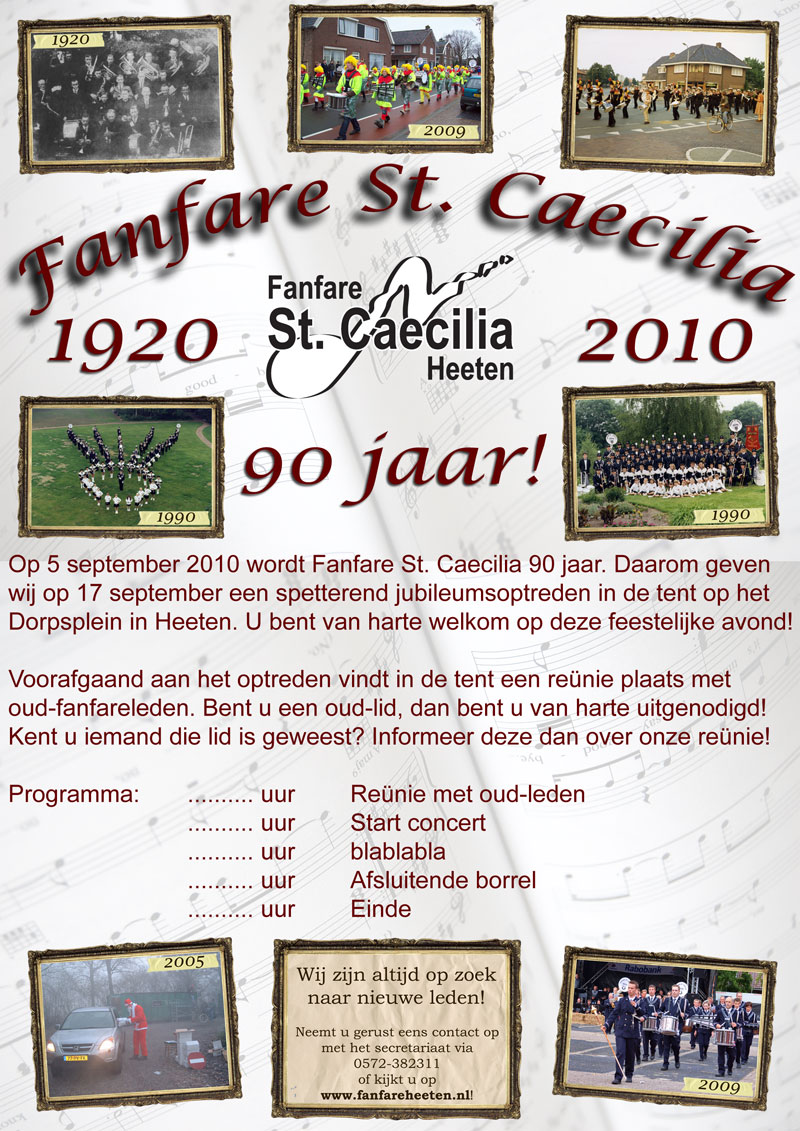 1920
2009
Fanfare St. Caecilia
1920
Fanfare
St. Caecilia
Heeten
2010
90 jaar!
1990
1990
Op 5 september 2010 wordt Fanfare St. Caecilia 90 jaar. Daarom geven
wij op 17 september een spetterend jubileumsoptreden in de tent op het
Dorpsplein in Heeten. U bent van harte welkom op deze feestelijke avond!
Voorafgaand aan het optreden vindt in de tent een reünie plaats met
oud-fanfareleden. Bent u een oud-lid, dan bent u van harte uitgenodigd!
Kent u iemand die lid is geweest? Informeer deze dan over onze reünie!
Programma: .......... uur Reünie met oud-leden
.......... uur Start concert
.......... uur blablabla
.......... uur Afsluitende borrel
.......... uur Einde
2005
Wij zijn altijd op zoek
naar nieuwe leden!
Neemt u gerust eens contact op
met het secretariaat via
0572-382311
of kijkt u op
www.fanfareheeten.nl!
Rabobank
2009